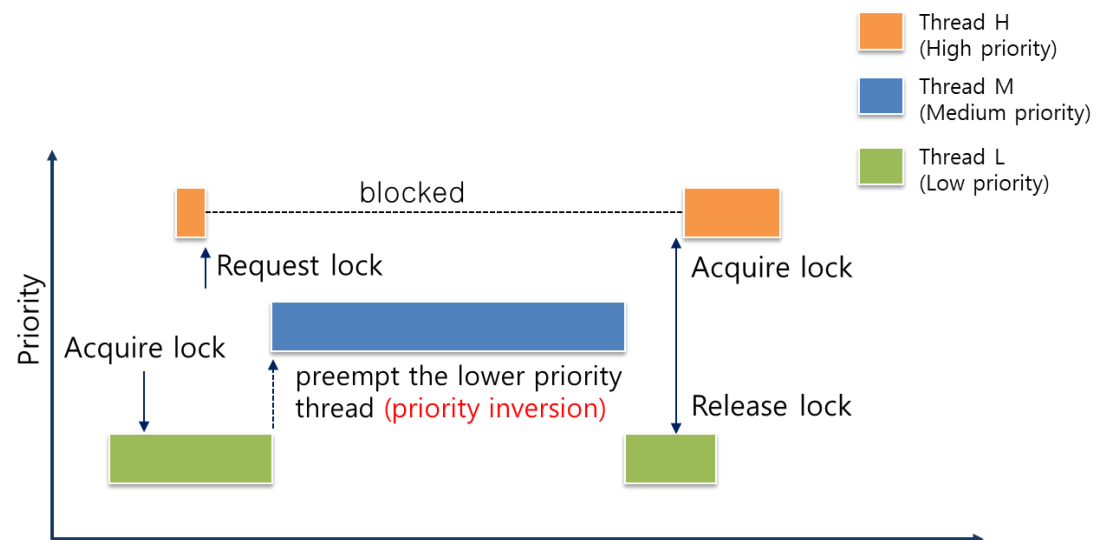 Thread H
(High priority)
Thread M
(Medium priority)
Thread L
(Low priority)
blocked
Request lock
Acquire lock
Priority
Acquire lock
preempt the lower priority
thread (priority inversion)
Release lock